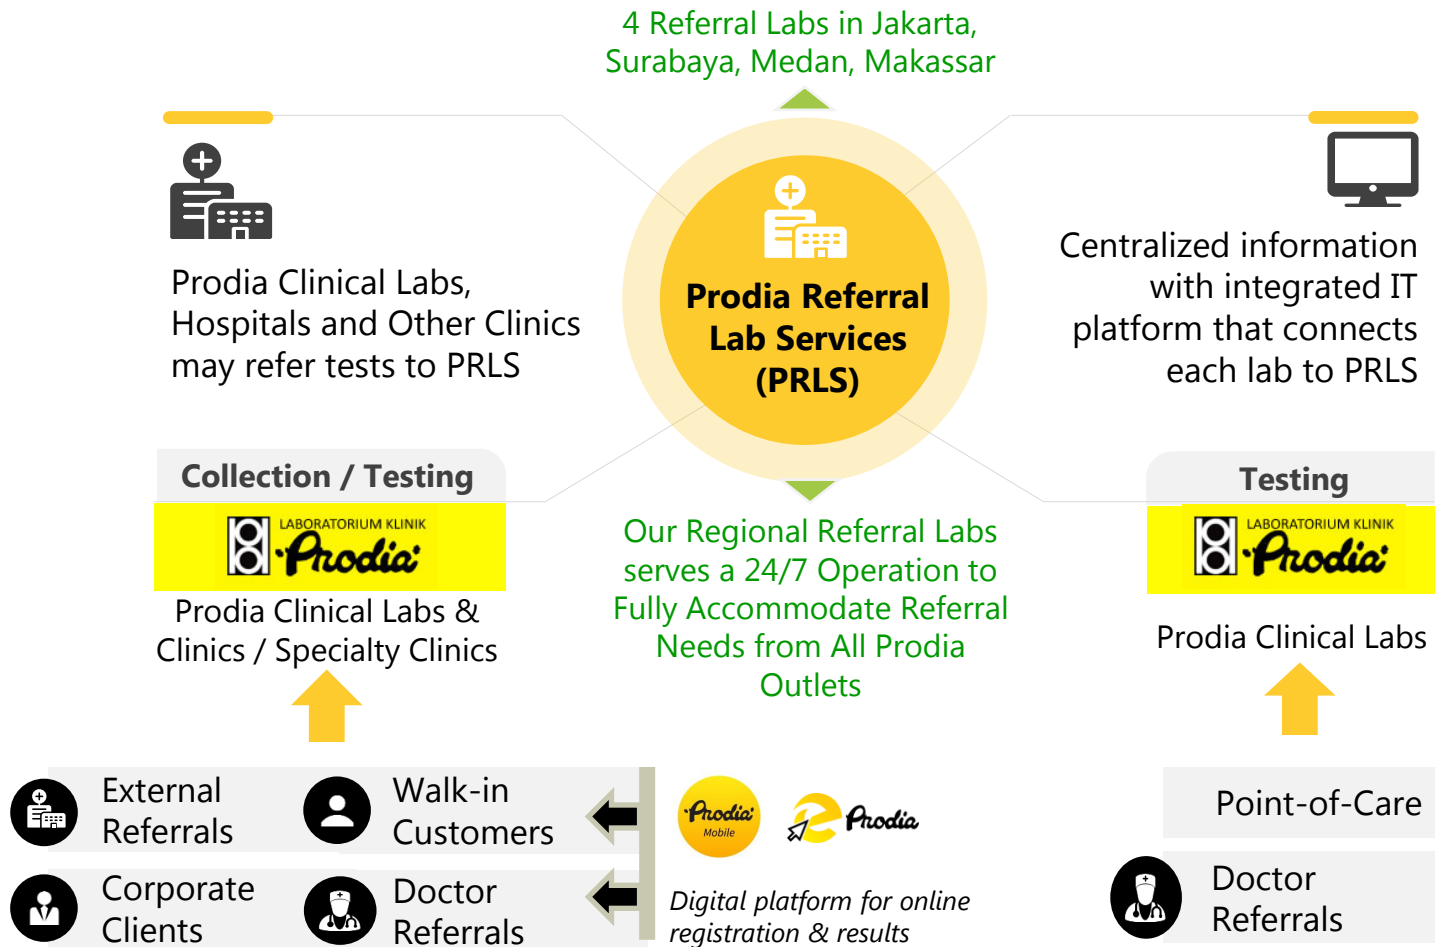 4 Referral Labs in Jakarta,
Surabaya, Medan, Makassar
Prodia Clinical Labs,
Hospitals and Other Clinics
may refer tests to PRLS
Prodia Referral
Lab Services
(PRLS)
Centralized information
with integrated IT
platform that connects
each lab to PRLS
Collection / Testing
LABORATORIUM KLINIK
Prodia
Prodia Clinical Labs &
Clinics / Specialty Clinics
Our Regional Referral Labs
serves a 24/7 Operation to
Fully Accommodate Referral
Needs from All Prodia
Outlets
Testing
LABORATORIUM KLINIK
Prodia
Prodia Clinical Labs
External
Referrals
Walk-in
Customers
Corporate
Clients
Doctor
Referrals
Prodia
Mobile
e Prodia
Digital platform for online
registration & results
Point-of-Care
Doctor
Referrals